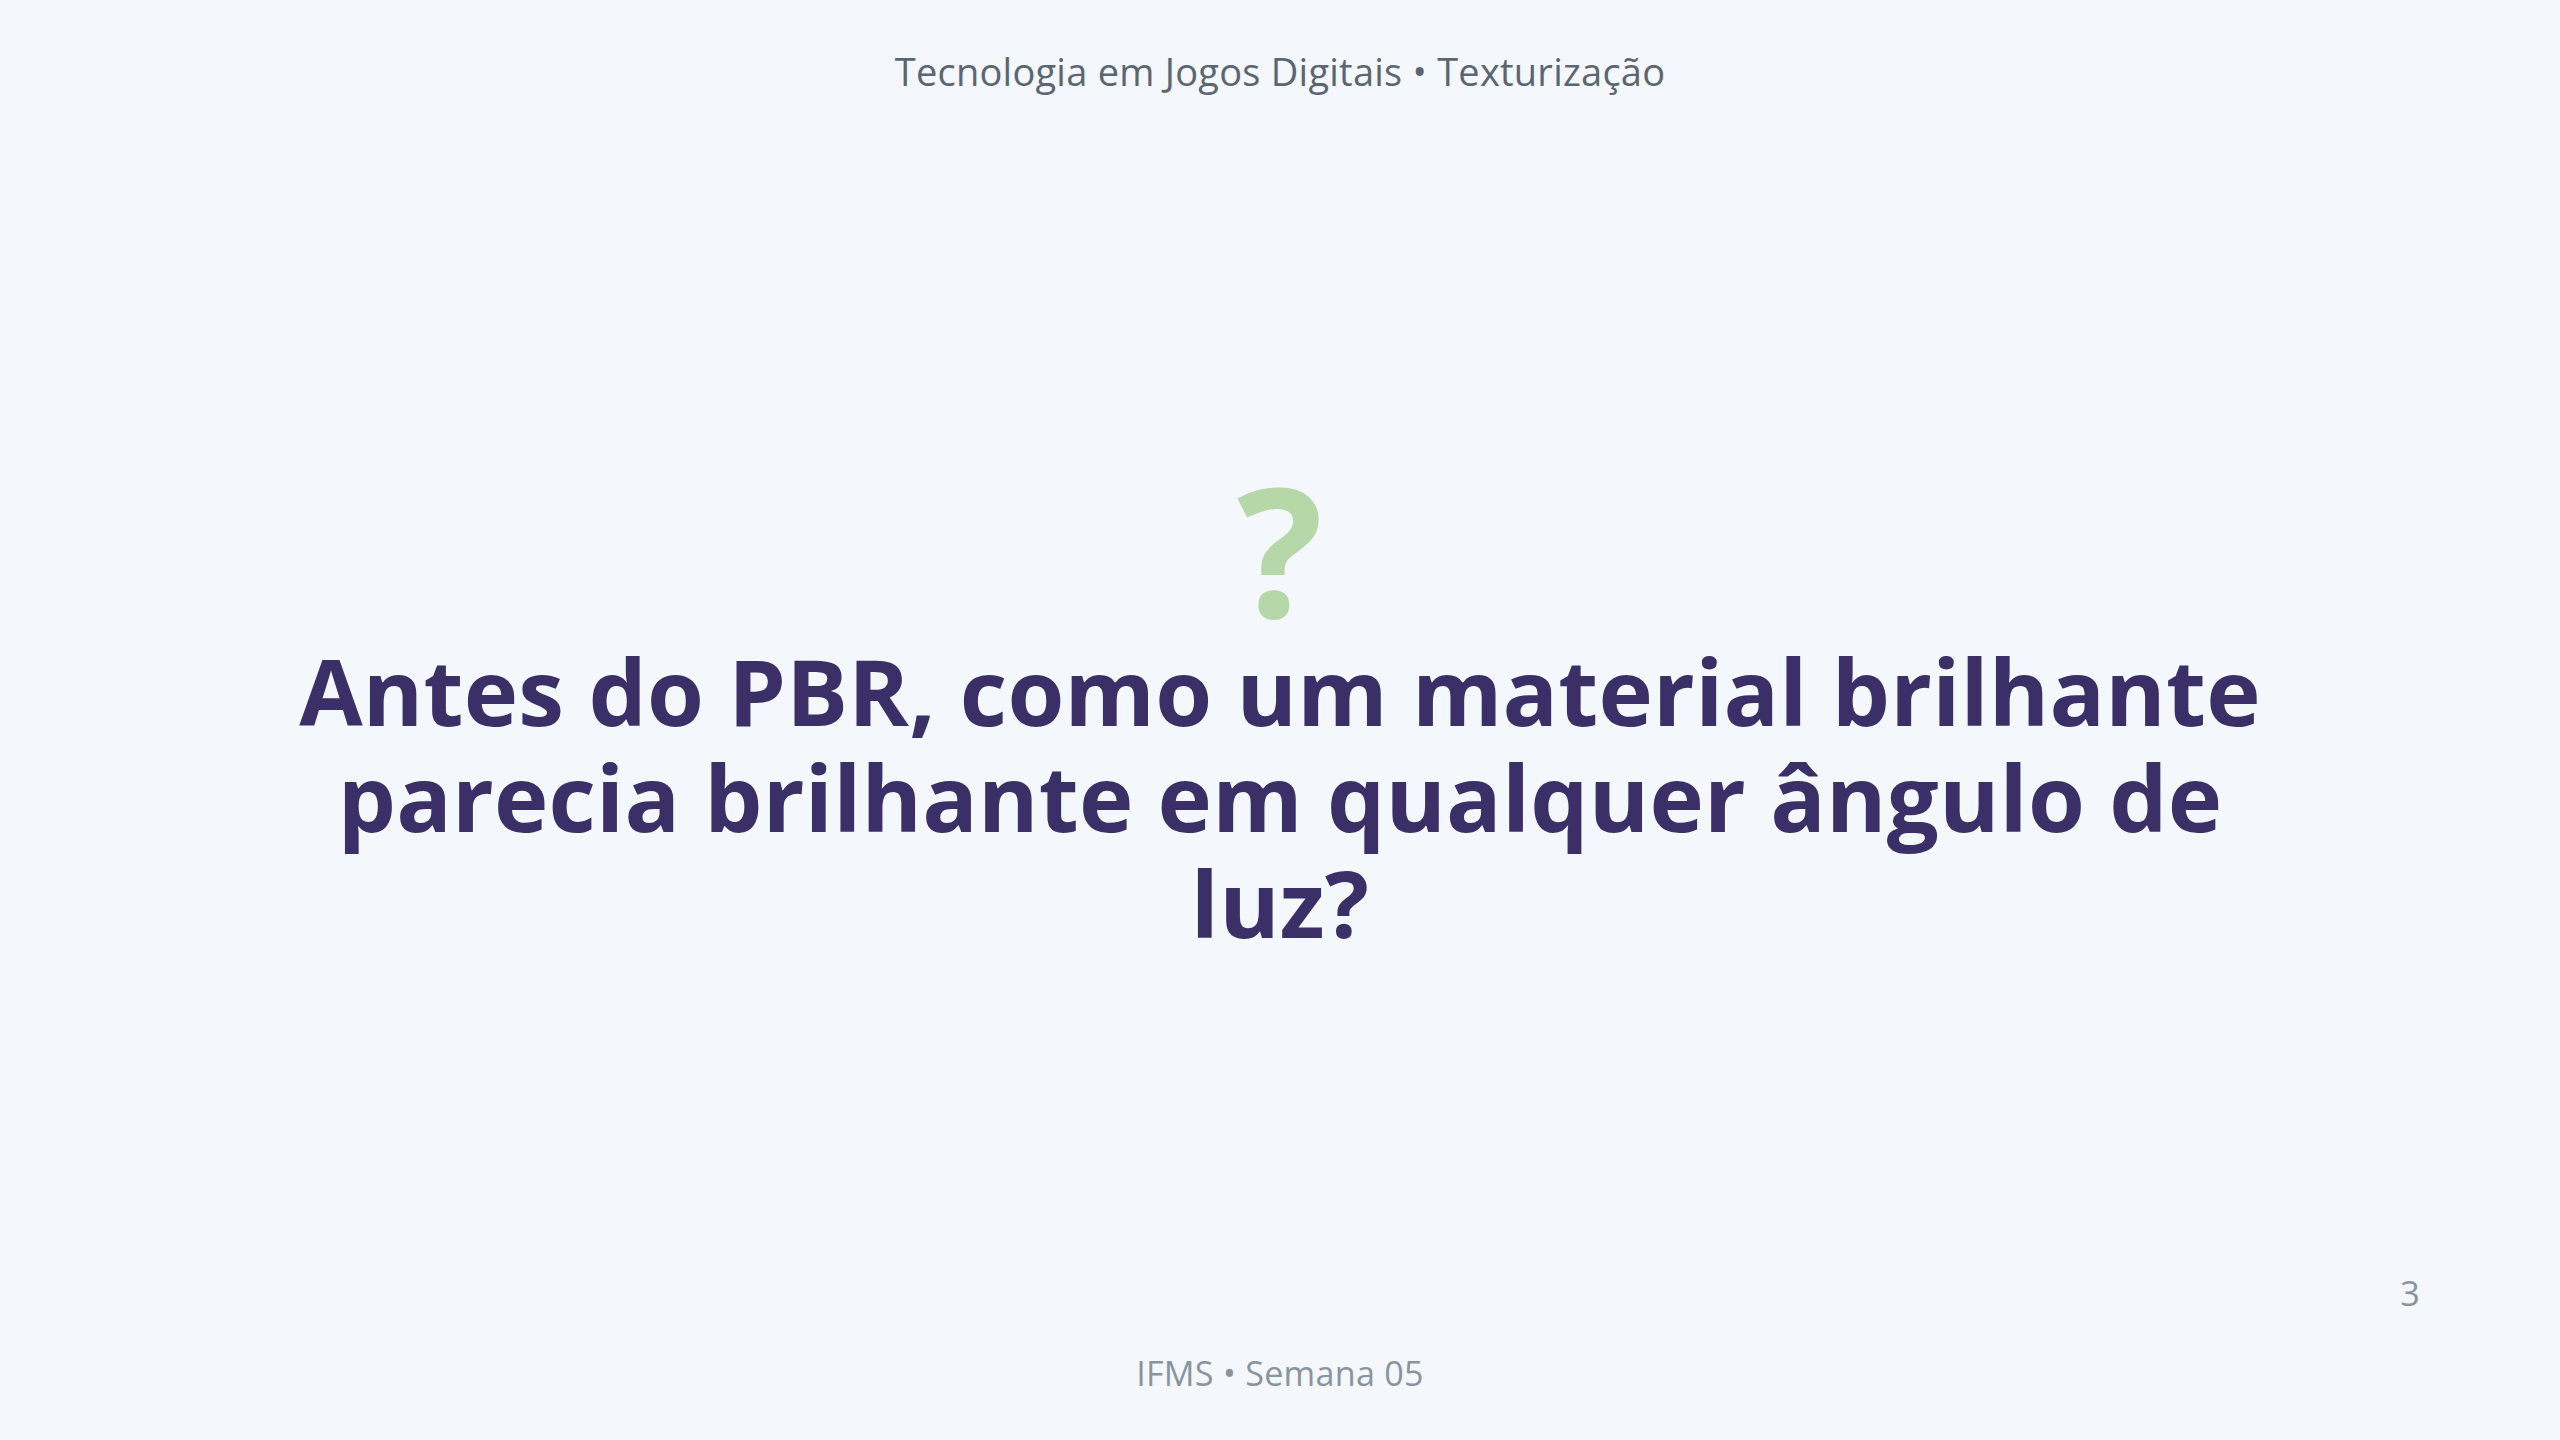 Tecnologia em Jogos Digitais • Texturização
?
Antes do PBR, como um material brilhante
parecia brilhante em qualquer ângulo de
luz?
3
IFMS • Semana 05